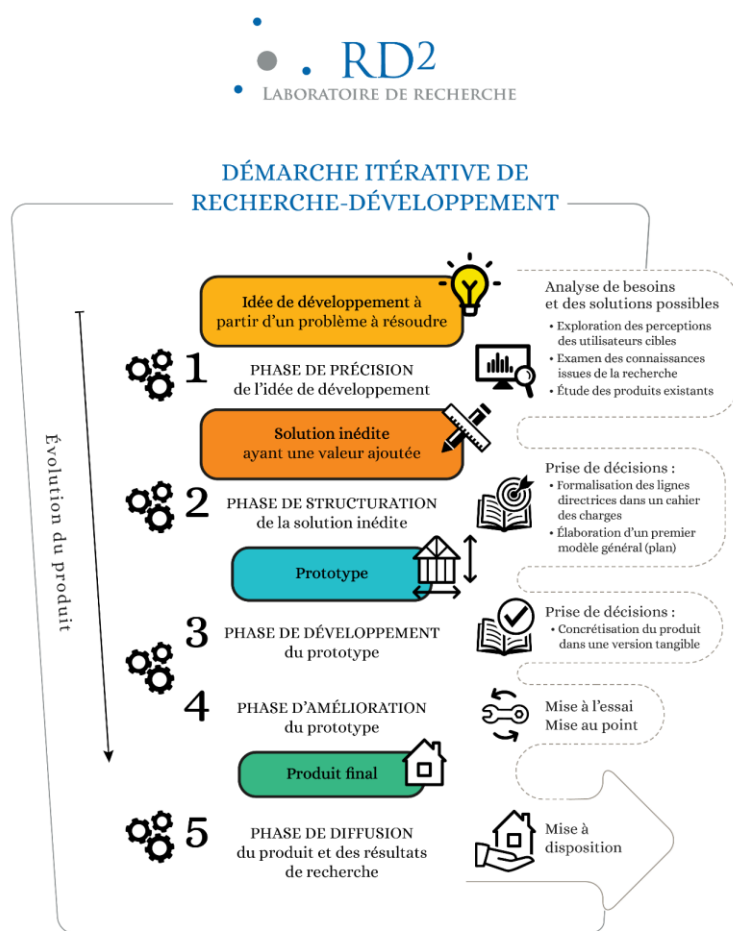 RD²
LABORATOIRE DE RECHERCHE
DÉMARCHE ITÉRATIVE DE
RECHERCHE-DÉVELOPPEMENT
Évolution du produit
Idée de développement à
partir d'un problème à résoudre
Analyse de besoins
et des solutions possibles
• Exploration des perceptions
des utilisateurs cibles
• Examen des connaissances
issues de la recherche
• Étude des produits existants
1
PHASE DE PRÉCISION
de l'idée de développement
Solution inédite
ayant une valeur ajoutée
2
PHASE DE STRUCTURATION
de la solution inédite
Prise de décisions :
• Formalisation des lignes
directrices dans un cahier
des charges
• Élaboration d'un premier
modèle général (plan)
Prototype
3
PHASE DE DÉVELOPPEMENT
du prototype
Prise de décisions :
• Concrétisation du produit
dans une version tangible
4
PHASE D'AMÉLIORATION
du prototype
Mise à l'essai
Mise au point
Produit final
5
PHASE DE DIFFUSION
du produit et des résultats
de recherche
Mise à
disposition